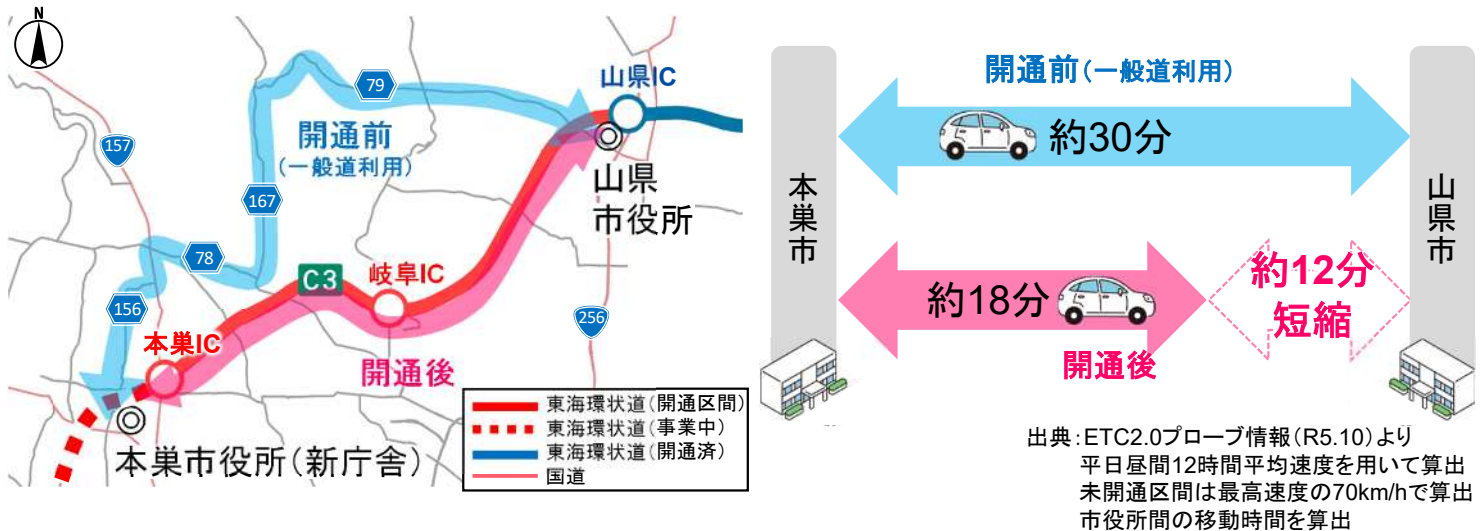 N
79
山県IC
開通前
(一般道利用)
157
山県
市役所
167
78
C3
岐阜IC
156
256
本巣IC
開通後
本巣市役所(新庁舎)
東海環状道(開通区間)
東海環状道(事業中)
東海環状道(開通済)
国道
開通前(一般道利用)
約30分
本巣市
山県市
約18分
約12分
短縮
開通後
出典:ETC2.0プローブ情報(R5.10)より
平日昼間12時間平均速度を用いて算出
未開通区間は最高速度の70km/hで算出
市役所間の移動時間を算出